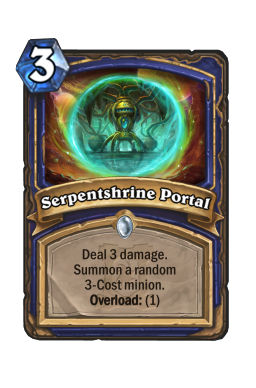 3
Serpentshrine Portal
Deal 3 damage.
Summon a random
3-Cost minion.
Overload: (1)